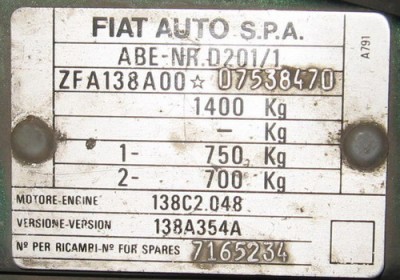 FIAT AUTO S.P.A.
A791
ABE-NR.D201/1
ZFA138A00☆07538470
1400 Kg
– Kg
1- 750 Kg
2- 700 Kg
MOTORE-ENGINE 138C2.048
VERSIONE-VERSION 138A354A
Nº PER RICAMBI-Nº FOR SPARES 7165234